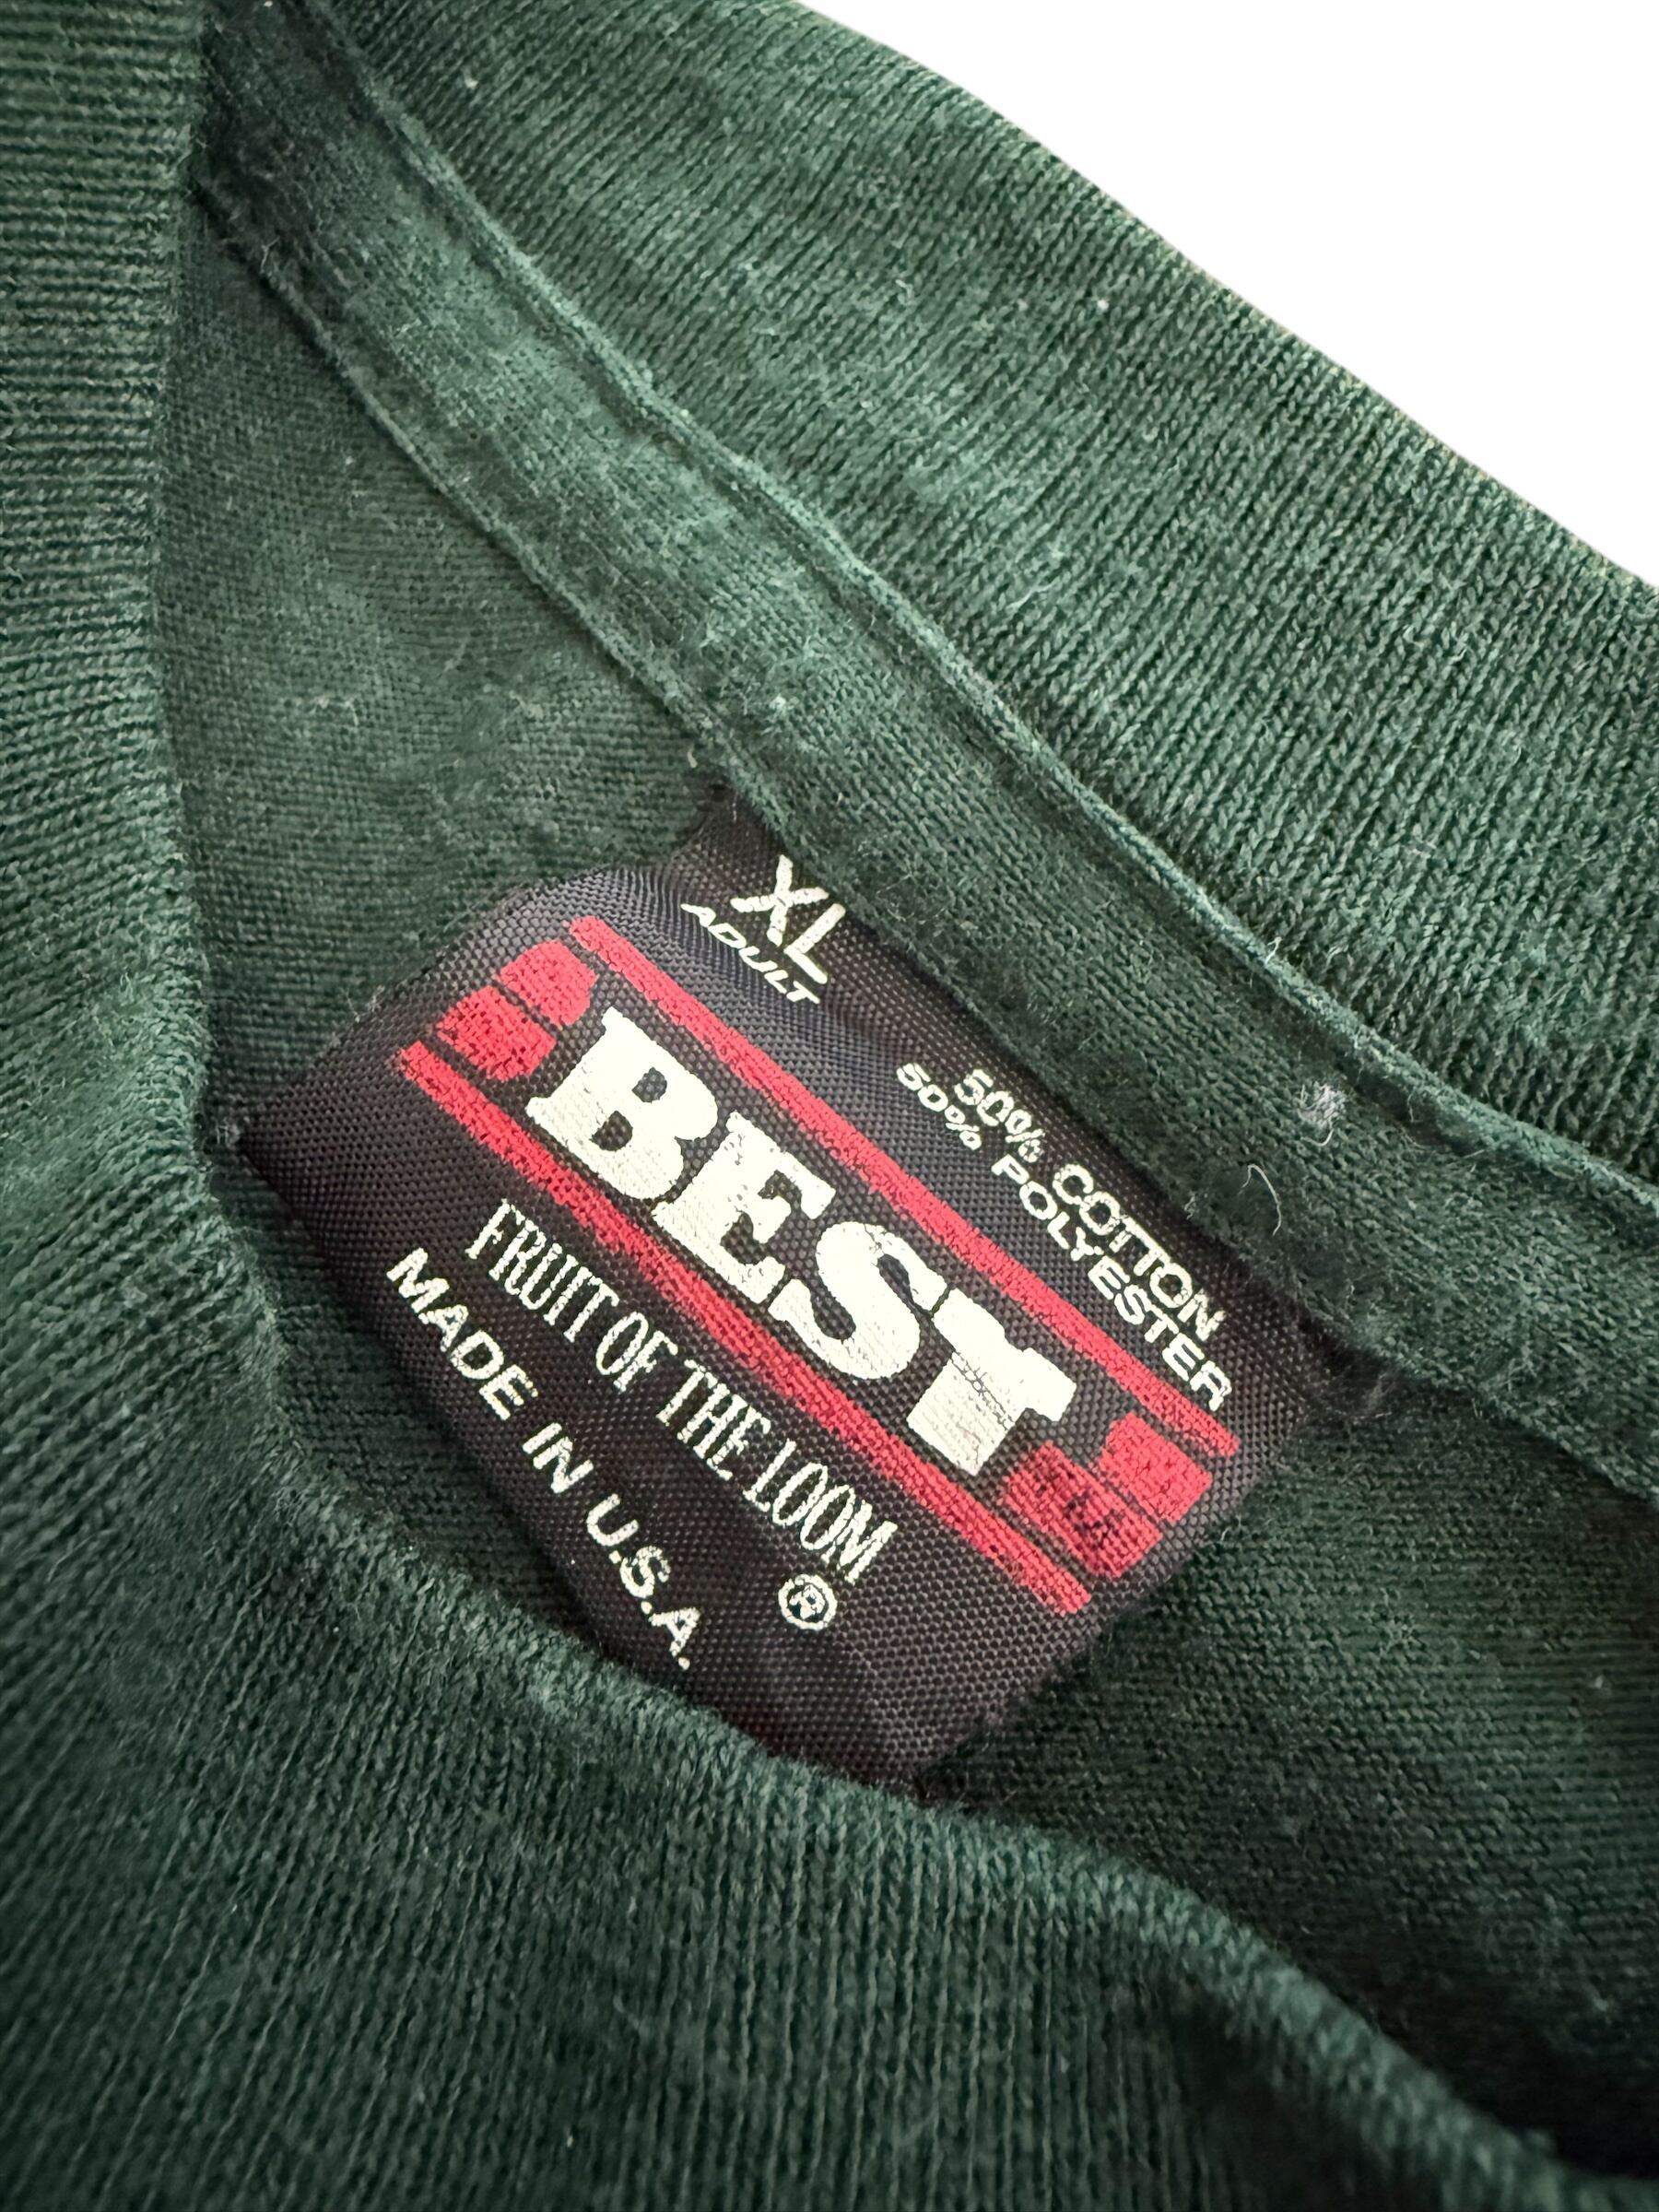 XL
ADULT
50% COTTON
50% POLYESTER
BEST
FRUIT OF THE LOOM
®
MADE IN U.S.A.